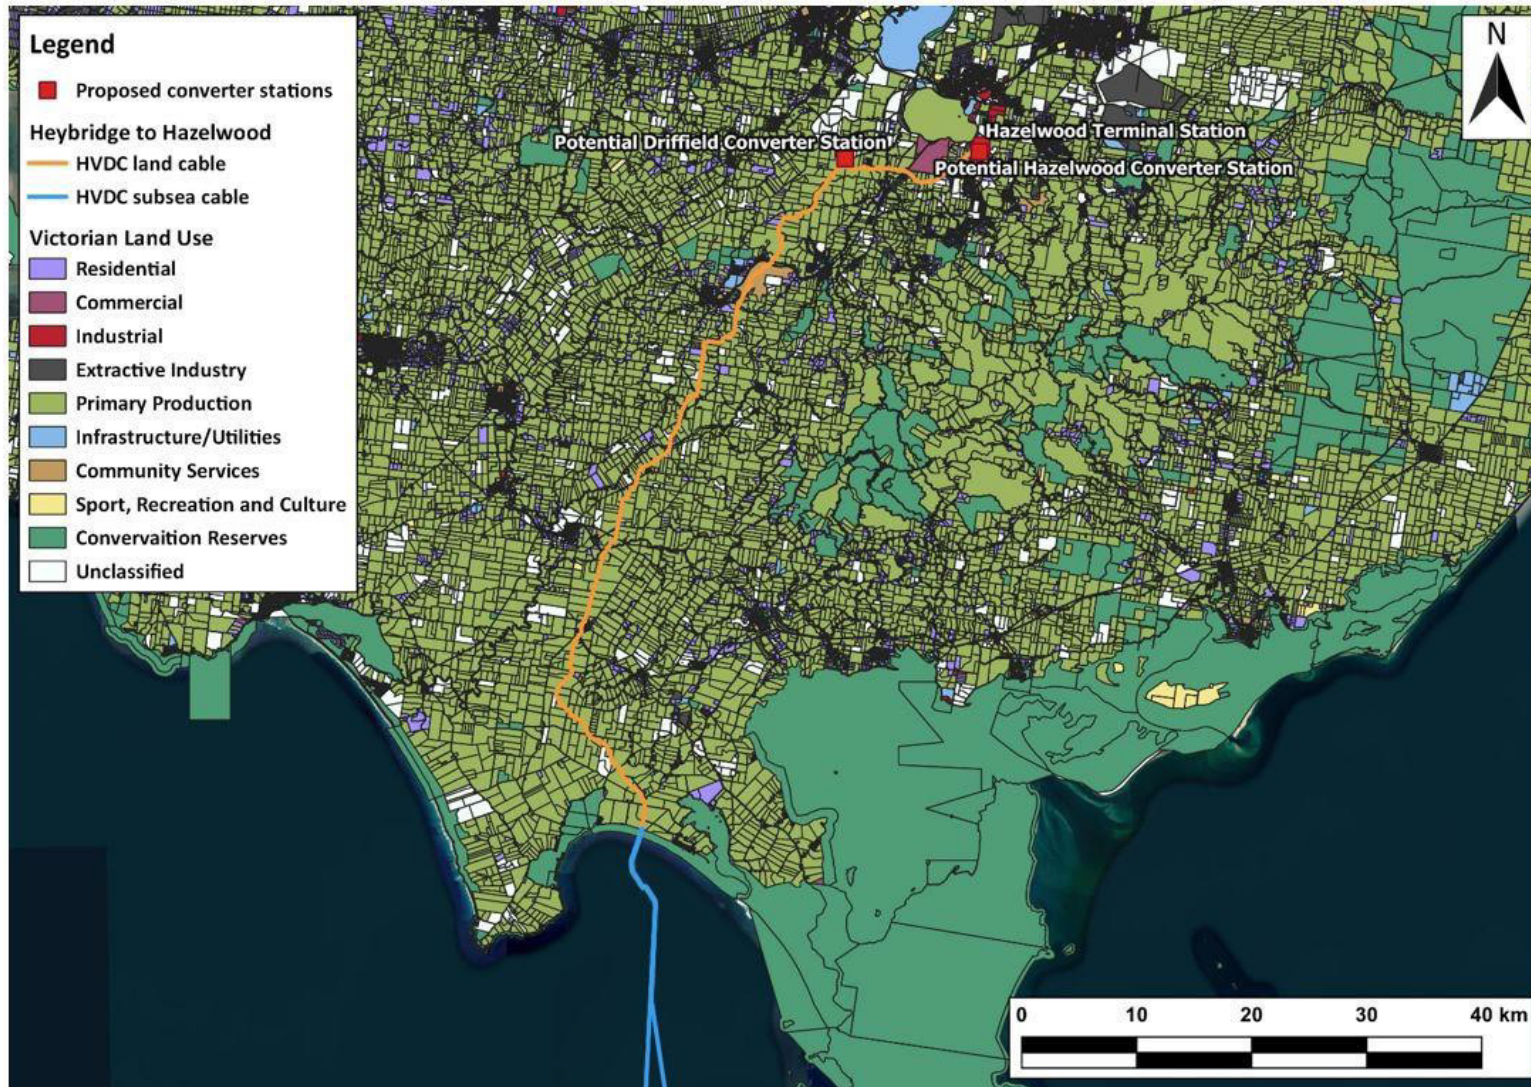 Legend
Proposed converter stations
Heybridge to Hazelwood
HVDC land cable
HVDC subsea cable
Victorian Land Use
Residential
Commercial
Industrial
Extractive Industry
Primary Production
Infrastructure/Utilities
Community Services
Sport, Recreation and Culture
Convervaition Reserves
Unclassified
N
Potential Driffield Converter Station
Hazelwood Terminal Station
Potential Hazelwood Converter Station
0 10 20 30 40 km